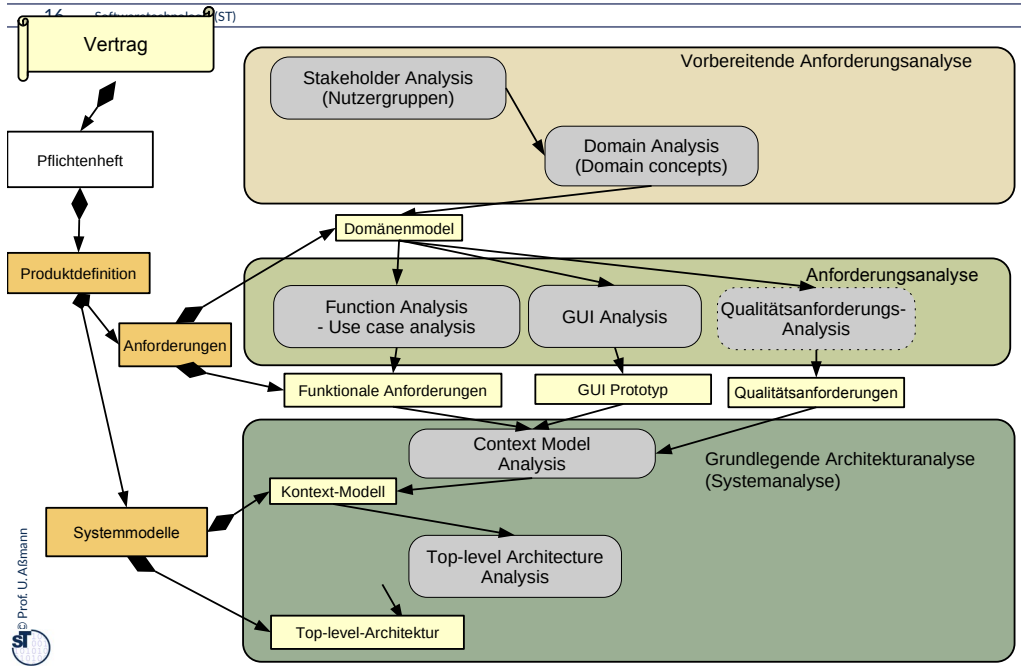 16
Softwaretechnologie (ST)
Vertrag
Vorbereitende Anforderungsanalyse
Stakeholder Analysis
(Nutzergruppen)
Domain Analysis
(Domain concepts)
Pflichtenheft
Domänenmodel
Produktdefinition
Anforderungsanalyse
Function Analysis
- Use case analysis
GUI Analysis
Qualitätsanforderungs-
Analysis
Anforderungen
Funktionale Anforderungen
GUI Prototyp
Qualitätsanforderungen
Context Model
Analysis
Grundlegende Architekturanalyse
(Systemanalyse)
Kontext-Modell
Systemmodelle
Top-level Architecture
Analysis
Top-level-Architektur
© Prof. U. Aßmann
ST